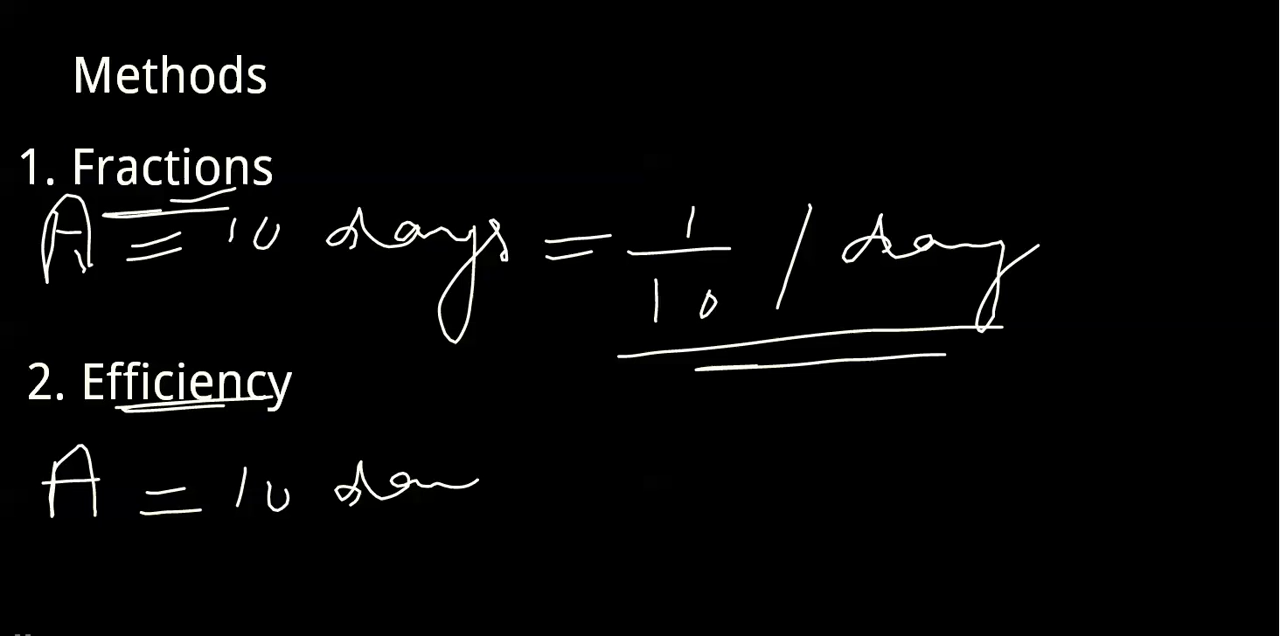 Methods
1. Fractions
A = 10 days = 1/10 / day
2. Efficiency
A = 10